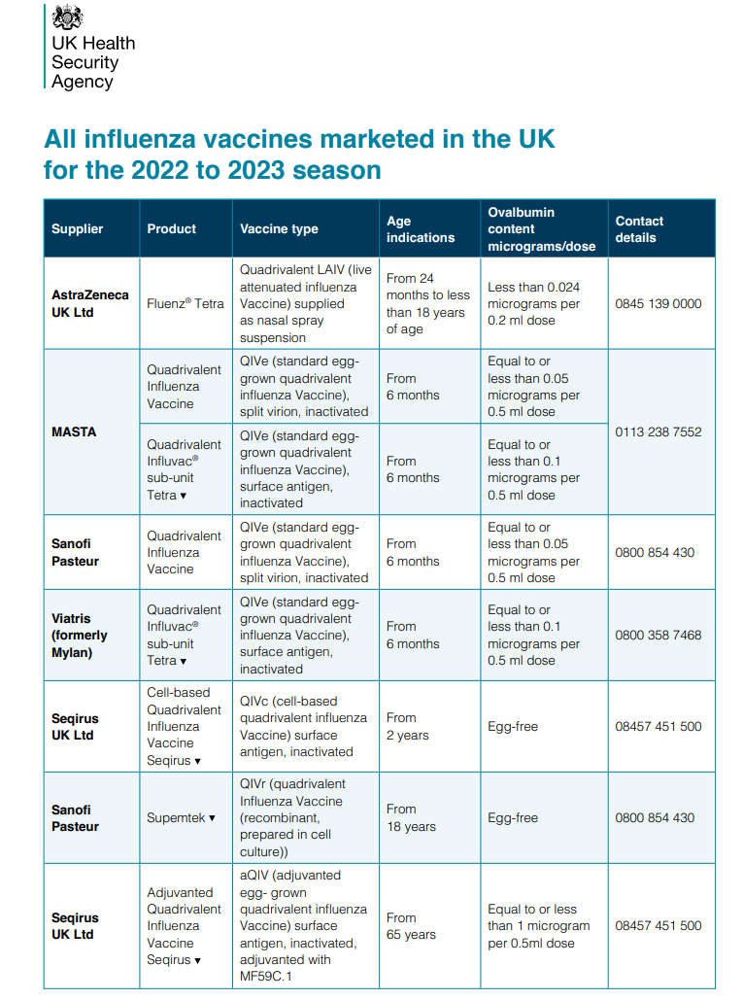 UK Health
Security
Agency
All influenza vaccines marketed in the UK
for the 2022 to 2023 season
Supplier
Product
Vaccine type
Age
indications
Ovalbumin
content
micrograms/dose
Contact
details
AstraZeneca
UK Ltd
Fluenz® Tetra
Quadrivalent LAIV (live
attenuated influenza
Vaccine) supplied
as nasal spray
suspension
From 24
months to less
than 18 years
of age
Less than 0.024
micrograms per
0.2 ml dose
0845 139 0000
MASTA
Quadrivalent
Influenza
Vaccine
QIVe (standard egg-
grown quadrivalent
influenza Vaccine),
split virion, inactivated
From
6 months
Equal to or
less than 0.05
micrograms per
0.5 ml dose
0113 238 7552
Quadrivalent
Influvac®
sub-unit
Tetra ▼
QIVe (standard egg-
grown quadrivalent
influenza Vaccine),
surface antigen,
inactivated
From
6 months
Equal to or
less than 0.1
micrograms per
0.5 ml dose
Sanofi
Pasteur
Quadrivalent
Influenza
Vaccine
QIVe (standard egg-
grown quadrivalent
influenza Vaccine),
split virion, inactivated
From
6 months
Equal to or
less than 0.05
micrograms per
0.5 ml dose
0800 854 430
Viatris
(formerly
Mylan)
Quadrivalent
Influvac®
sub-unit
Tetra ▼
QIVe (standard egg-
grown quadrivalent
influenza Vaccine),
surface antigen,
inactivated
From
6 months
Equal to or
less than 0.1
micrograms per
0.5 ml dose
0800 358 7468
Seqirus
UK Ltd
Cell-based
Quadrivalent
Influenza
Vaccine
Seqirus ▼
QIVc (cell-based
quadrivalent influenza
Vaccine) surface
antigen, inactivated
From
2 years
Egg-free
08457 451 500
Sanofi
Pasteur
Supemtek ▼
QIVr (quadrivalent
Influenza Vaccine
(recombinant,
prepared in cell
culture))
From
18 years
Egg-free
0800 854 430
Seqirus
UK Ltd
Adjuvanted
Quadrivalent
Influenza
Vaccine
Seqirus ▼
aQIV (adjuvanted
egg- grown
quadrivalent influenza
Vaccine) surface
antigen, inactivated,
adjuvanted with
MF59C.1
From
65 years
Equal to or less
than 1 microgram
per 0.5ml dose
08457 451 500